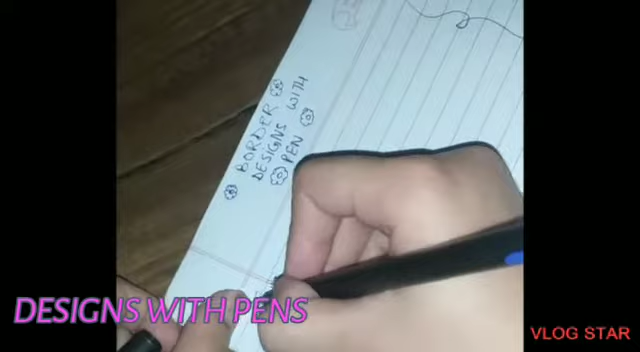 BORDER
DESIGNS WITH
PEN
DESIGNS WITH PENS
VLOG STAR